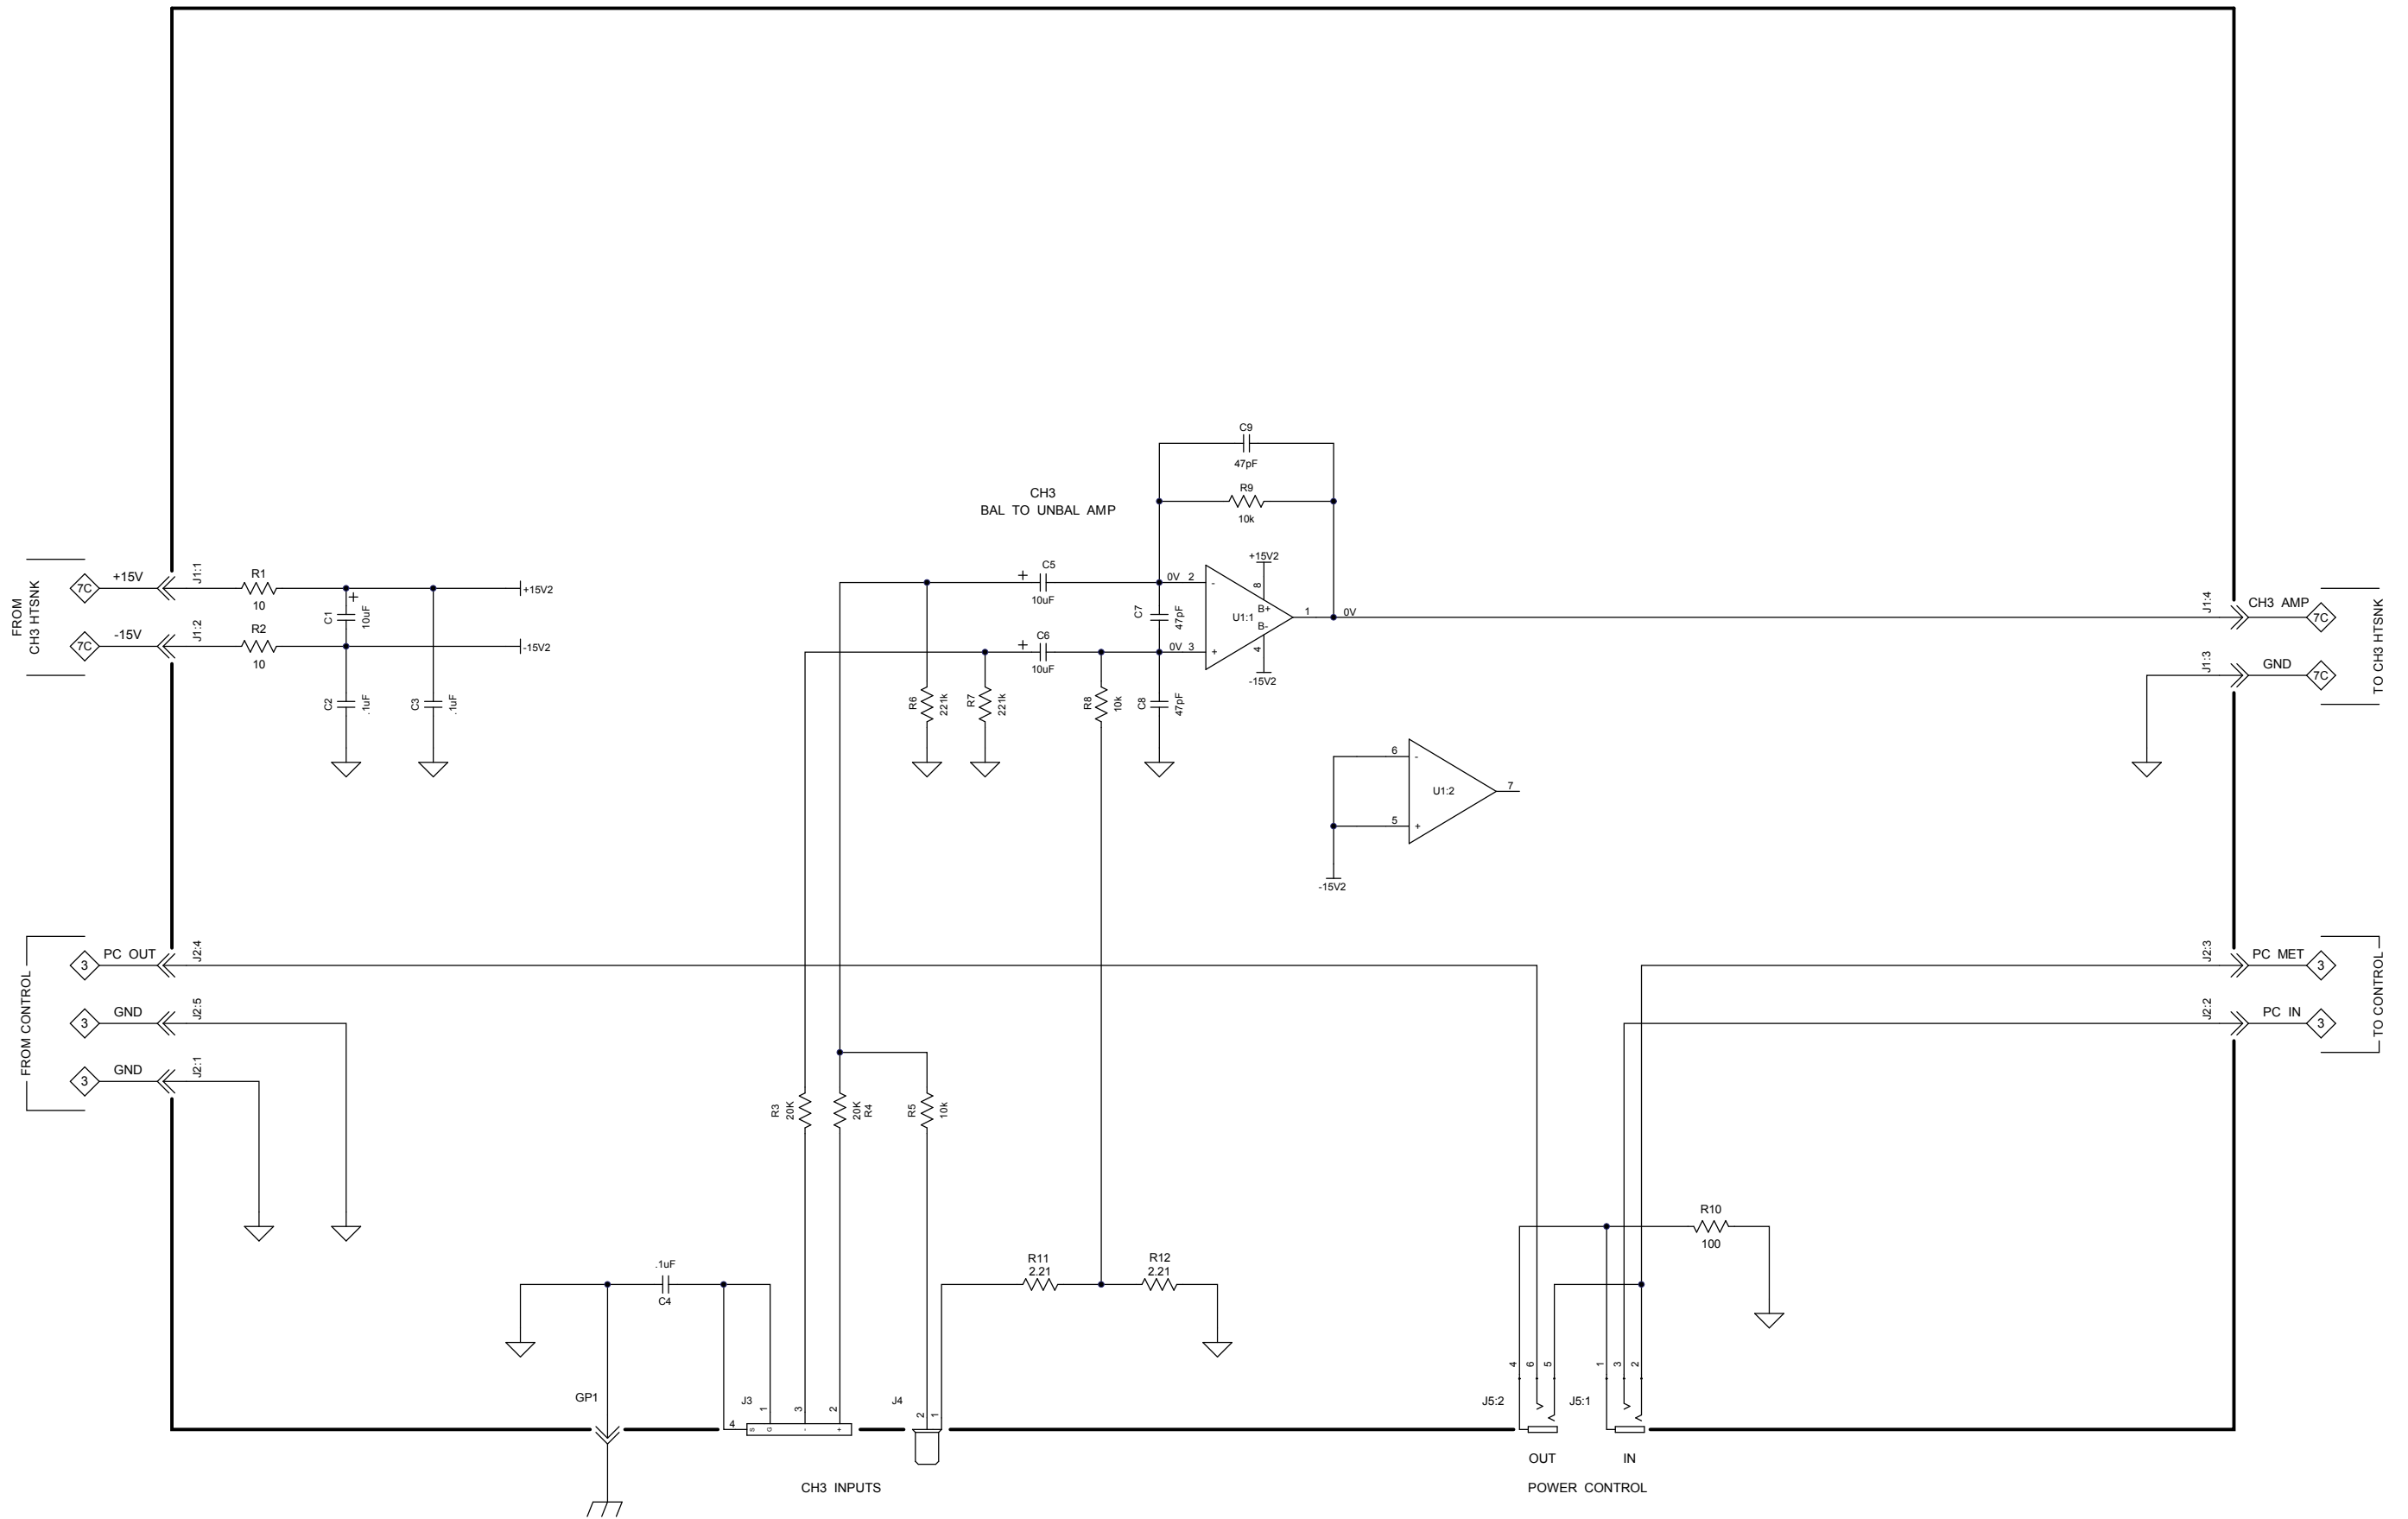 C9
47pF
R9
10k
CH3
BAL TO UNBAL AMP
FROM
CH3 HTSNK
7C
+15V
J1:1
R1
10
+15V2
C1
10uF
+
7C
-15V
J1:2
R2
10
-15V2
C2
.1uF
C3
.1uF
+
C5
10uF
0V
2
-
+15V2
8
B+
U1:1
B-
4
-15V2
1
0V
C7
47pF
+
C6
10uF
0V
3
+
R6
221k
R7
221k
R8
10k
C8
47pF
J1:4
CH3 AMP
7C
J1:3
GND
7C
TO CH3 HTSNK
6
-
U1:2
7
5
+
-15V2
FROM CONTROL
3
PC OUT
J2:4
3
GND
J2:5
3
GND
J2:1
J2:3
PC MET
3
J2:2
PC IN
3
TO CONTROL
R3
20K
20K
R4
R5
10k
.1uF
C4
R11
2.21
R12
2.21
R10
100
GP1
J3
4
1
3
2
S
G
-
+
J4
2
1
J5:2
4
6
5
J5:1
1
3
2
OUT
IN
CH3 INPUTS
POWER CONTROL